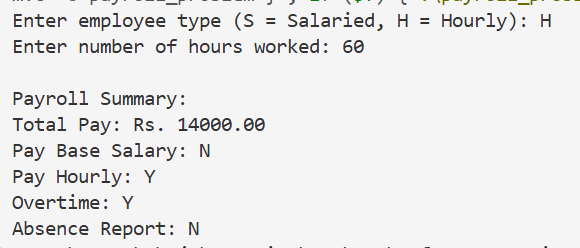 Enter employee type (S = Salaried, H = Hourly): H
Enter number of hours worked: 60

Payroll Summary:
Total Pay: Rs. 14000.00
Pay Base Salary: N
Pay Hourly: Y
Overtime: Y
Absence Report: N